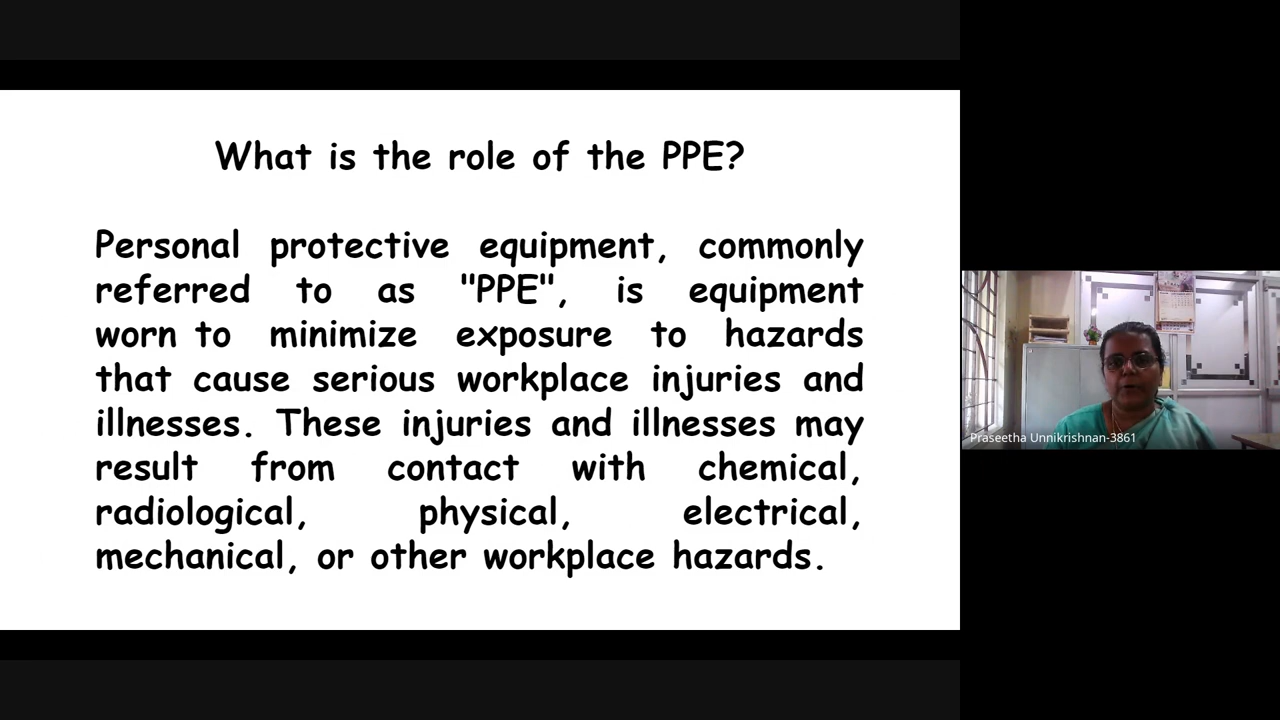 What is the role of the PPE?
Personal protective equipment, commonly
referred to as "PPE", is equipment
worn to minimize exposure to hazards
that cause serious workplace injuries and
illnesses. These injuries and illnesses may
result from contact with chemical,
radiological, physical, electrical,
mechanical, or other workplace hazards.
Praseetha Unnikrishnan-3861